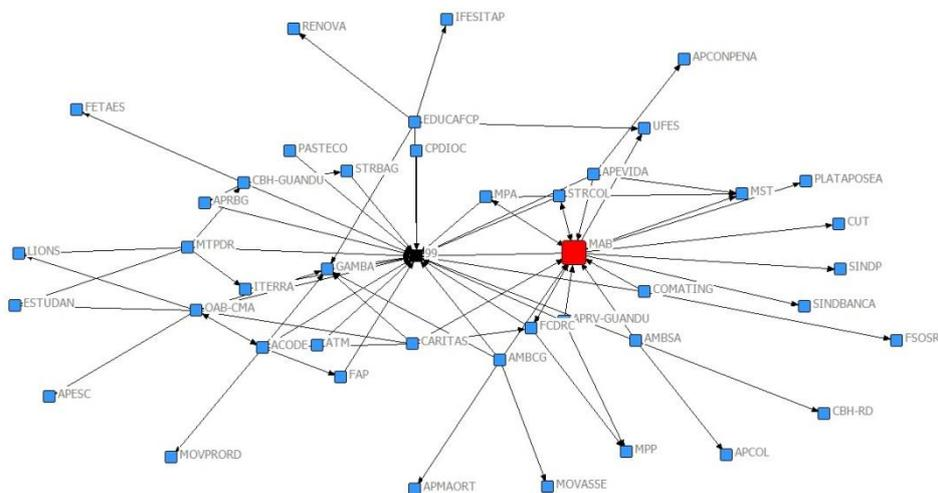 RENOVA
IFESITAP
APCONPENA
FETAES
EDUCAFCP
UFES
PASTECO
CPDIOC
STRBAG
CBH-GUANDU
APEVIDA
PLATAPOSEA
APRBG
MPA
STRCOL
MST
CUT
LIONS
MTPDR
99
MAB
GAMBA
SINDP
ITERRA
COMATING
ESTUDAN
OAB-CMA
SINDBANCA
APRV-GUANDU
FCDRC
ACODE
ATM
CARITAS
AMBSA
FSOSR
AMBCG
FAP
APESC
CBH-RD
MOVPRORD
MPP
APCOL
APMAORT
MOVASSE